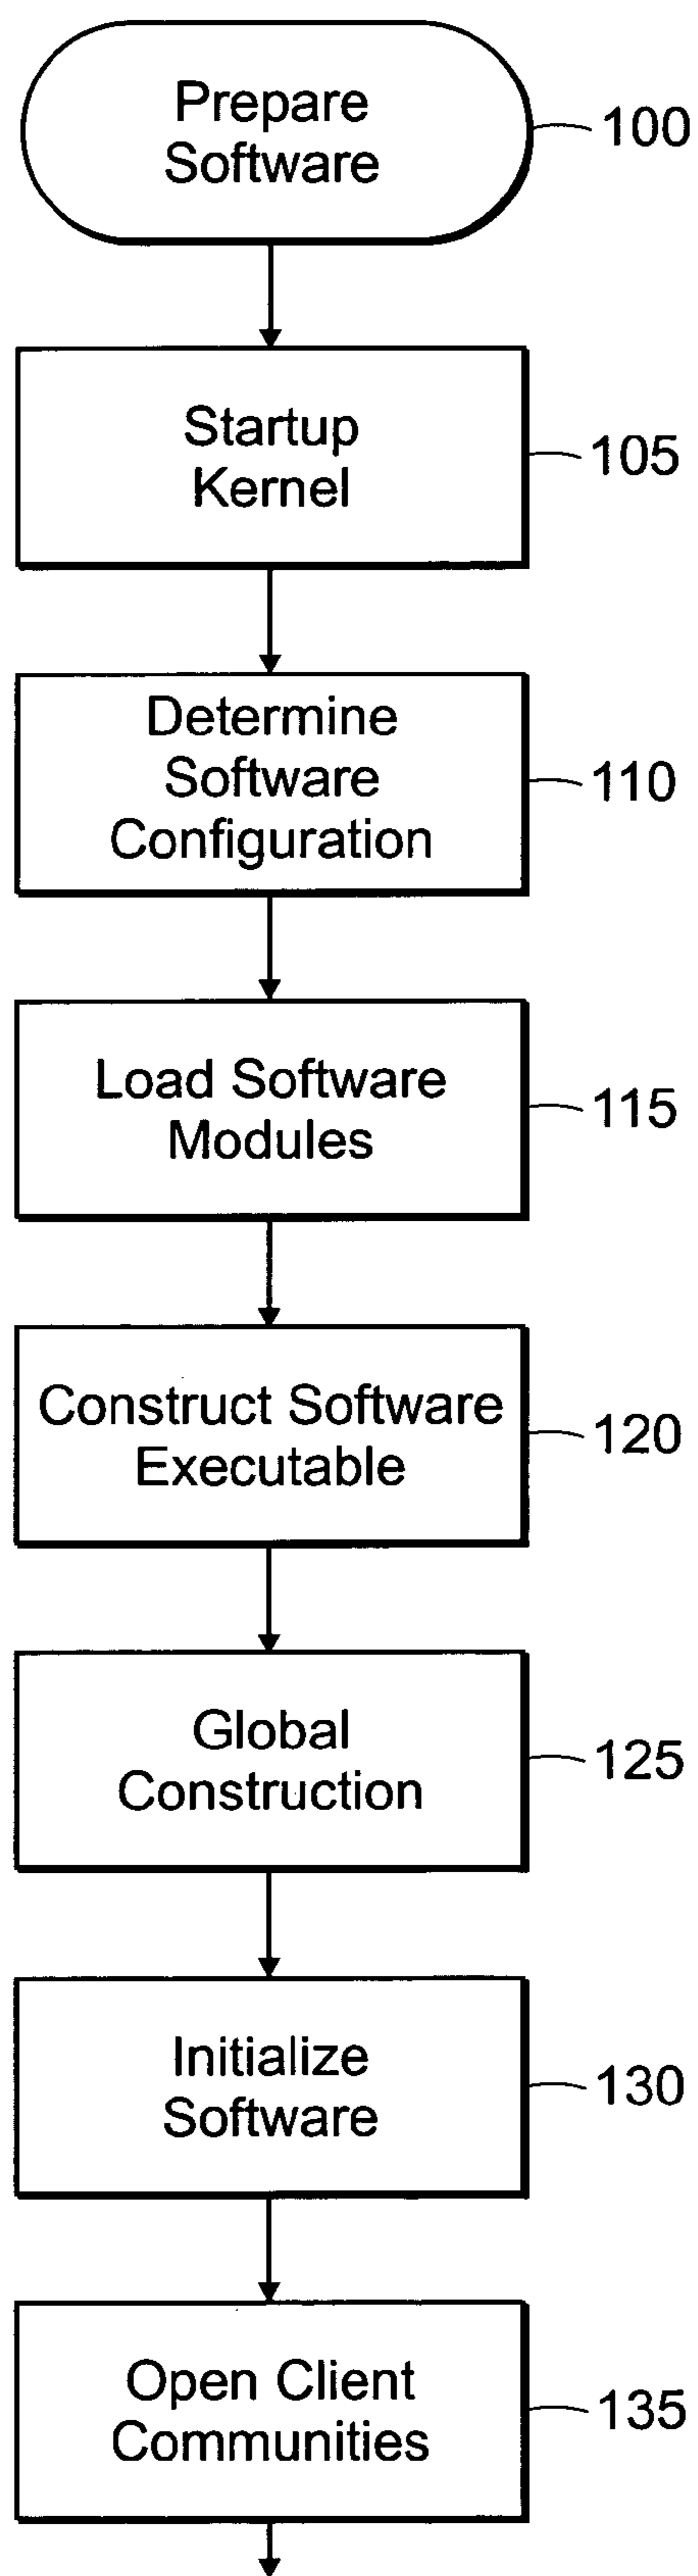 Prepare
Software
100
Startup
Kernel
105
Determine
Software
Configuration
110
Load Software
Modules
115
Construct Software
Executable
120
Global
Construction
125
Initialize
Software
130
Open Client
Communities
135